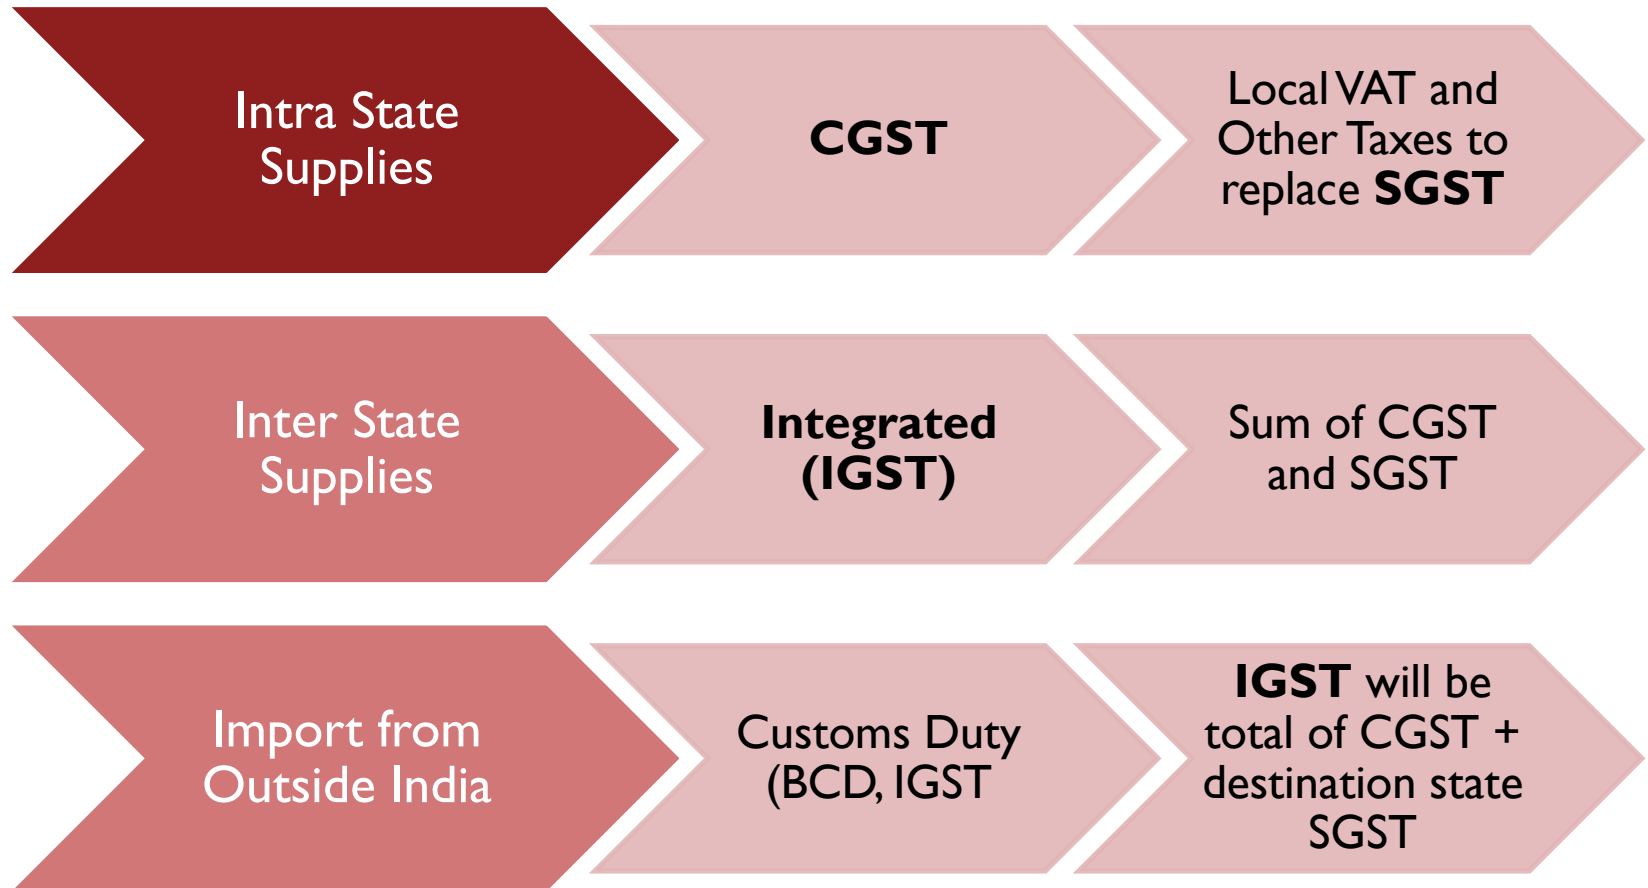 Intra State
Supplies
CGST
Local VAT and
Other Taxes to
replace SGST
Inter State
Supplies
Integrated
(IGST)
Sum of CGST
and SGST
Import from
Outside India
Customs Duty
(BCD, IGST
IGST will be
total of CGST +
destination state
SGST